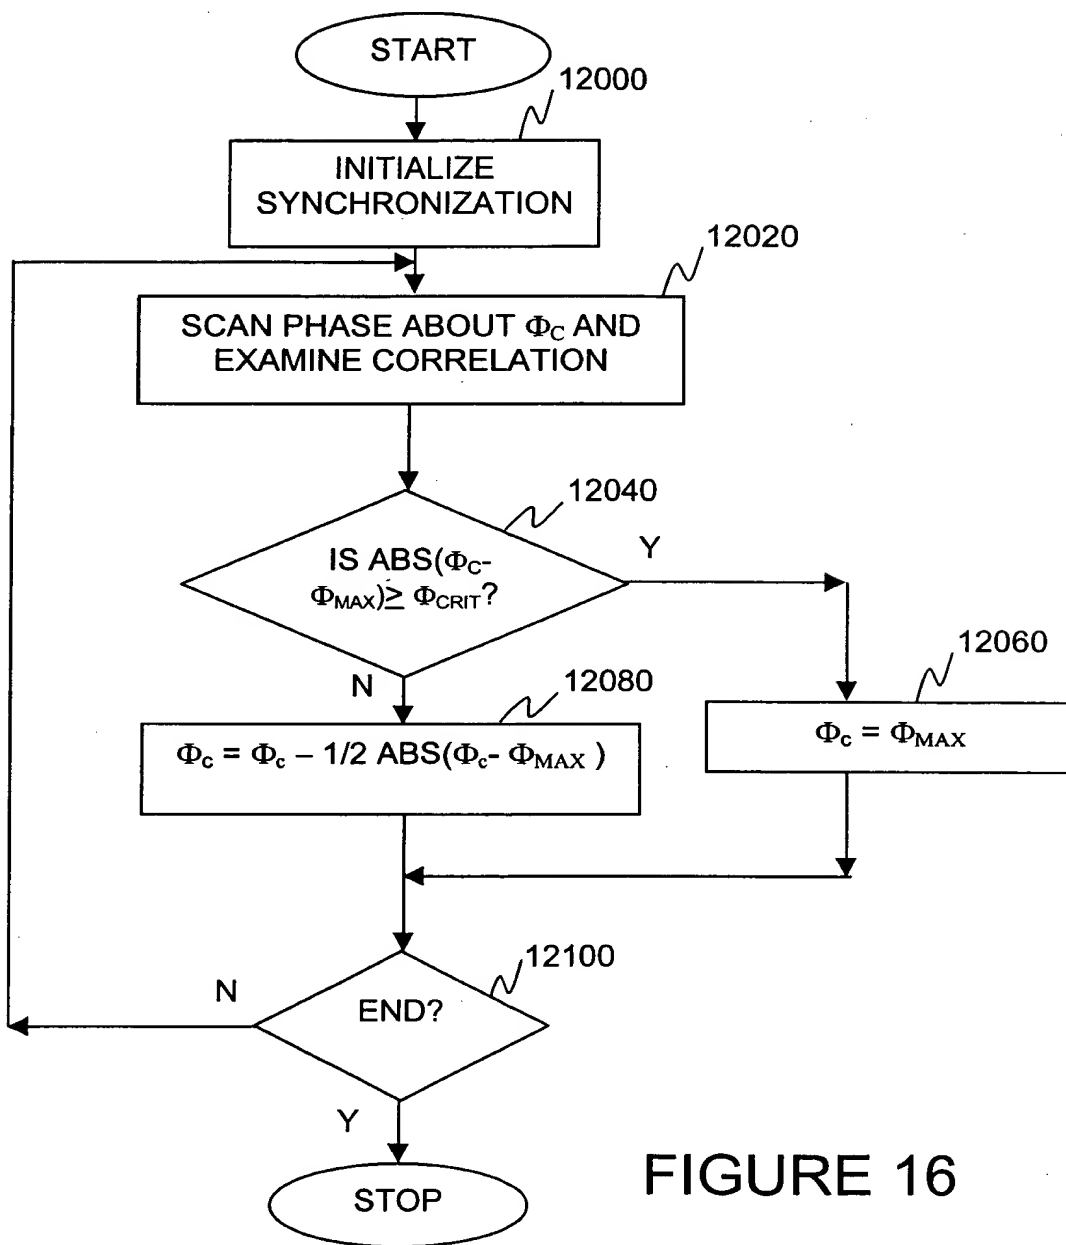 START
12000
INITIALIZE
SYNCHRONIZATION
12020
SCAN PHASE ABOUT ΦC AND
EXAMINE CORRELATION
12040
IS ABS(ΦC-
ΦMAX)≥ ΦCRIT?
Y
N
12060
Φc = ΦMAX
12080
Φc = Φc – 1/2 ABS(Φc- ΦMAX )
12100
END?
N
Y
STOP
FIGURE 16